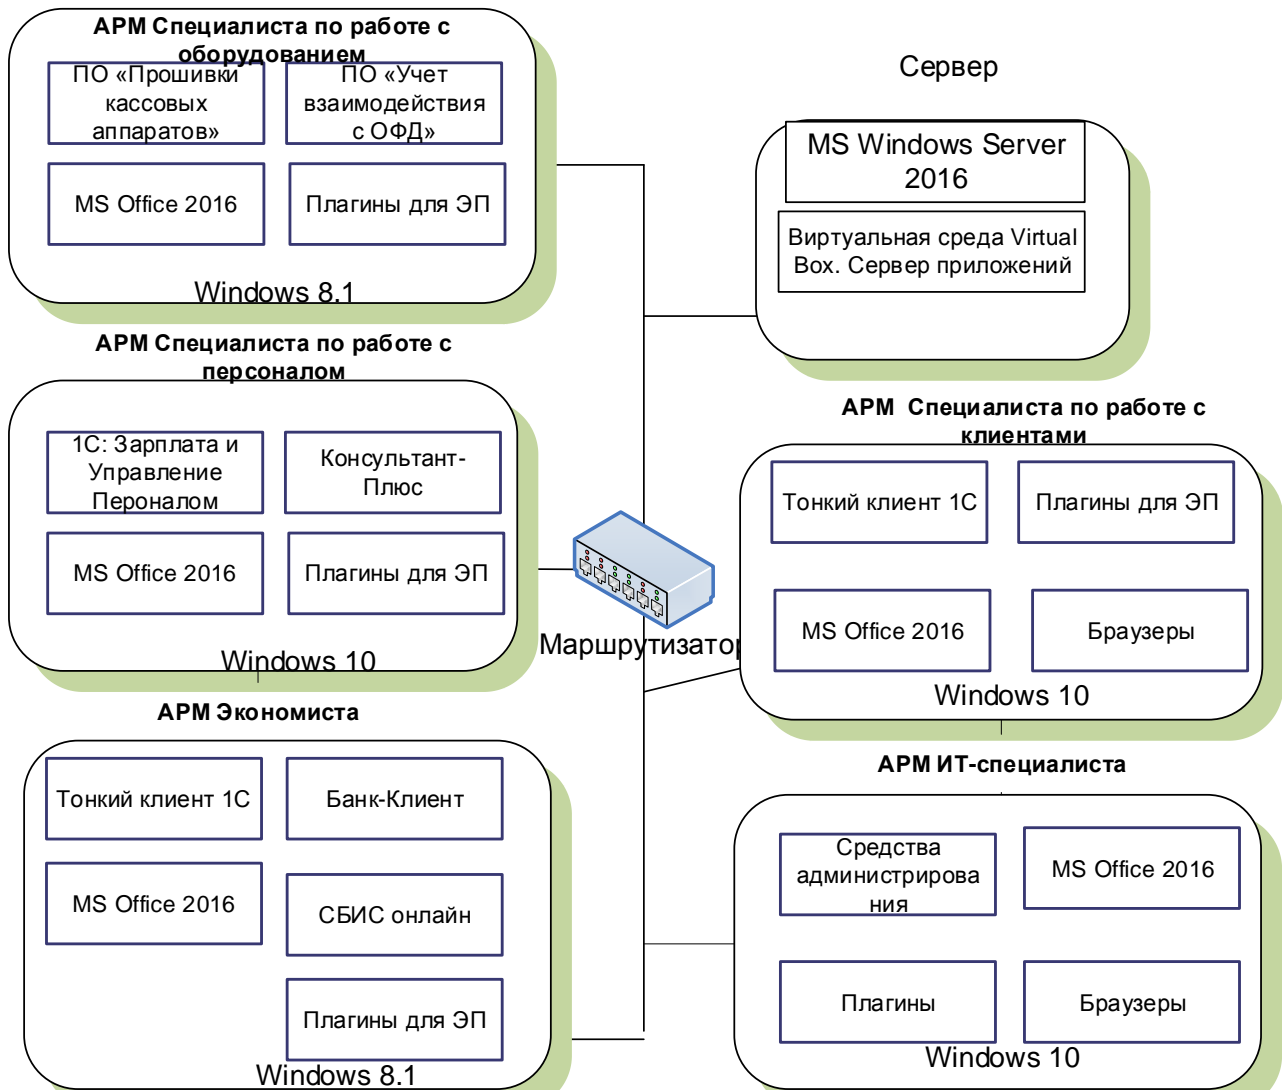 АРМ Специалиста по работе с
оборудованием
ПО «Прошивки
кассовых
аппаратов»
ПО «Учет
взаимодействия
с ОФД»
MS Office 2016
Плагины для ЭП
Windows 8.1
Сервер
MS Windows Server
2016
Виртуальная среда Virtual
Box. Сервер приложений
АРМ Специалиста по работе с
персоналом
1С: Зарплата и
Управление
Пероналом
Консультант-
Плюс
MS Office 2016
Плагины для ЭП
Windows 10
Маршрутизатор
АРМ Специалиста по работе с
клиентами
Тонкий клиент 1С
Плагины для ЭП
MS Office 2016
Браузеры
Windows 10
АРМ Экономиста
Тонкий клиент 1С
Банк-Клиент
MS Office 2016
СБИС онлайн
Плагины для ЭП
Windows 8.1
АРМ ИТ-специалиста
Средства
администрирова
ния
MS Office 2016
Плагины
Браузеры
Windows 10